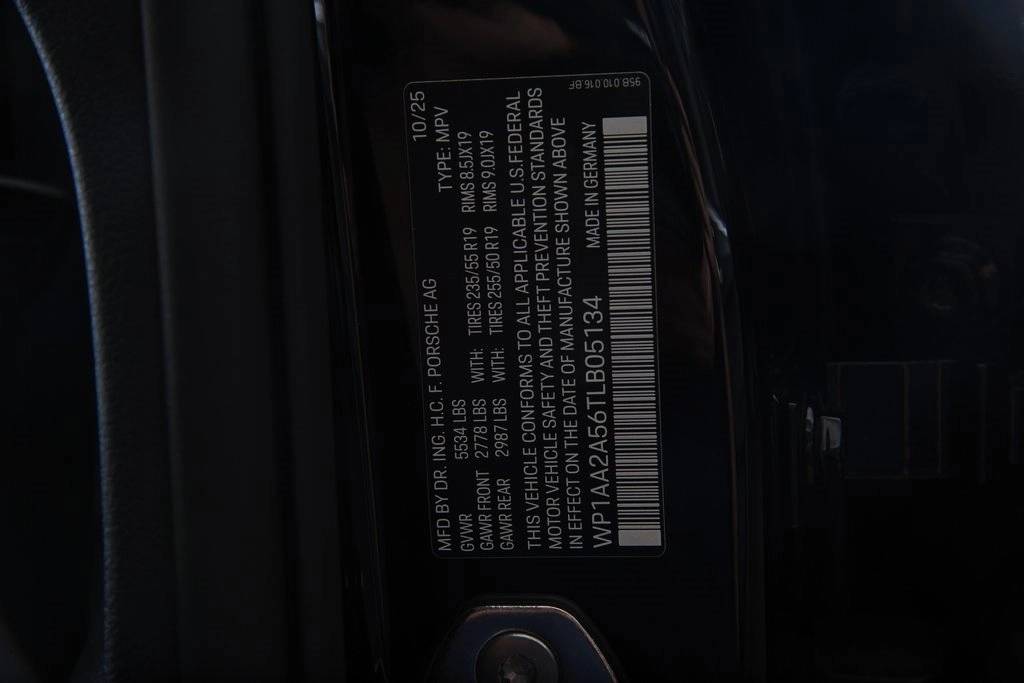 95B.010.016.BF
MFD BY DR. ING. H.C. F. PORSCHE AG 10/25
GVWR 5534 LBS TYPE: MPV
GAWR FRONT 2778 LBS WITH: TIRES 235/55 R19 RIMS 8.5JX19
GAWR REAR 2987 LBS WITH: TIRES 255/50 R19 RIMS 9.0JX19
THIS VEHICLE CONFORMS TO ALL APPLICABLE U.S.FEDERAL
MOTOR VEHICLE SAFETY AND THEFT PREVENTION STANDARDS
IN EFFECT ON THE DATE OF MANUFACTURE SHOWN ABOVE
WP1AA2A56TLB05134 MADE IN GERMANY